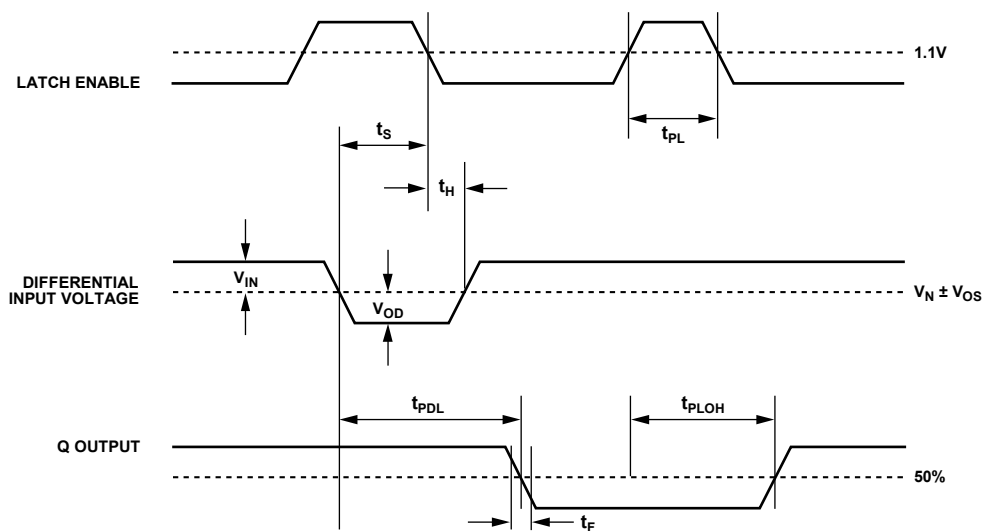 1.1V
LATCH ENABLE
tS
tPL
tH
VIN
DIFFERENTIAL
INPUT VOLTAGE
VN ± VOS
VOD
tPDL
tPLOH
Q OUTPUT
50%
tF